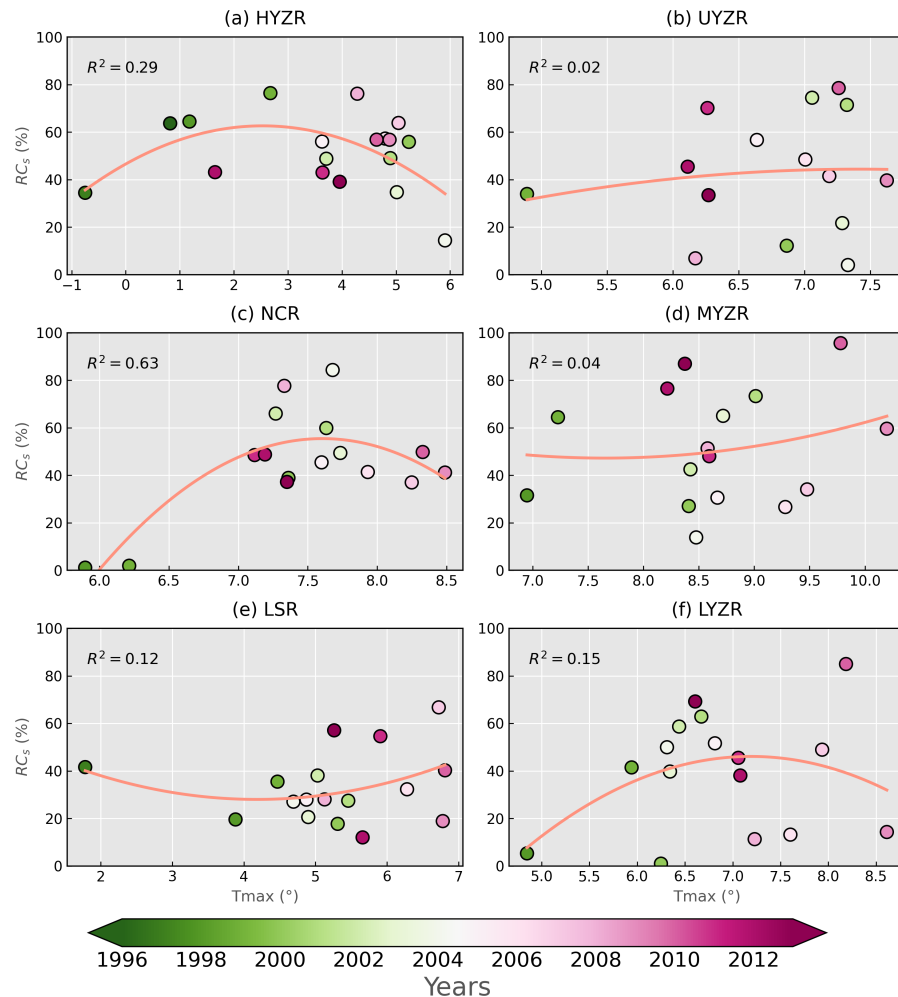 (a) HYZR
(b) UYZR
R² = 0.29
R² = 0.02
RCₛ (%)
0 20 40 60 80 100
0 20 40 60 80 100
−1 0 1 2 3 4 5 6
5.0 5.5 6.0 6.5 7.0 7.5
(c) NCR
(d) MYZR
R² = 0.63
R² = 0.04
RCₛ (%)
0 20 40 60 80 100
0 20 40 60 80 100
6.0 6.5 7.0 7.5 8.0 8.5
7.0 7.5 8.0 8.5 9.0 9.5 10.0
(e) LSR
(f) LYZR
R² = 0.12
R² = 0.15
RCₛ (%)
0 20 40 60 80 100
0 20 40 60 80 100
2 3 4 5 6 7
5.0 5.5 6.0 6.5 7.0 7.5 8.0 8.5
Tmax (°)
Tmax (°)
1996 1998 2000 2002 2004 2006 2008 2010 2012
Years